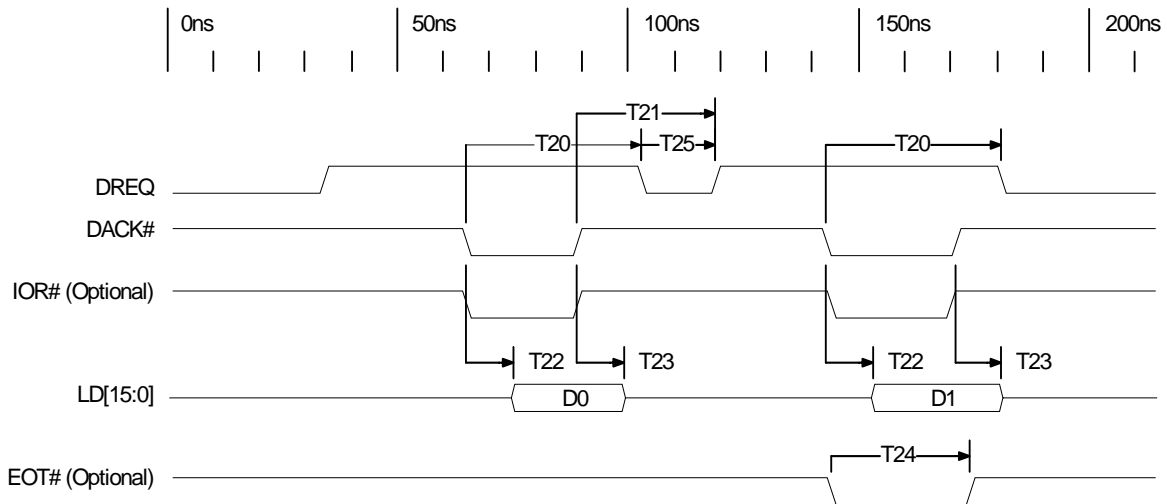 0ns 50ns 100ns 150ns 200ns
T21
T20 T25 T20
DREQ
DACK#
IOR# (Optional)
T22 T23 T22 T23
LD[15:0] D0 D1
T24
EOT# (Optional)